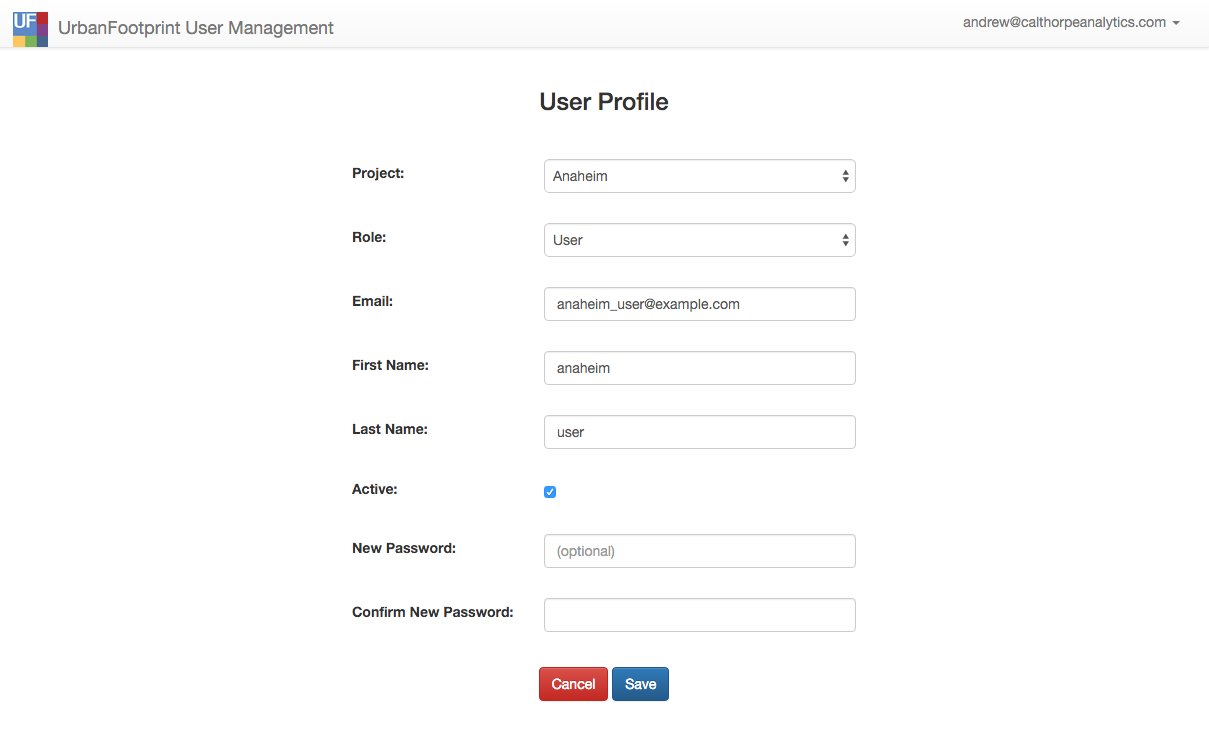 UF
UrbanFootprint User Management
andrew@calthorpeanalytics.com
User Profile
Project:
Anaheim
Role:
User
Email:
anaheim_user@example.com
First Name:
anaheim
Last Name:
user
Active:
New Password:
(optional)
Confirm New Password:
Cancel
Save